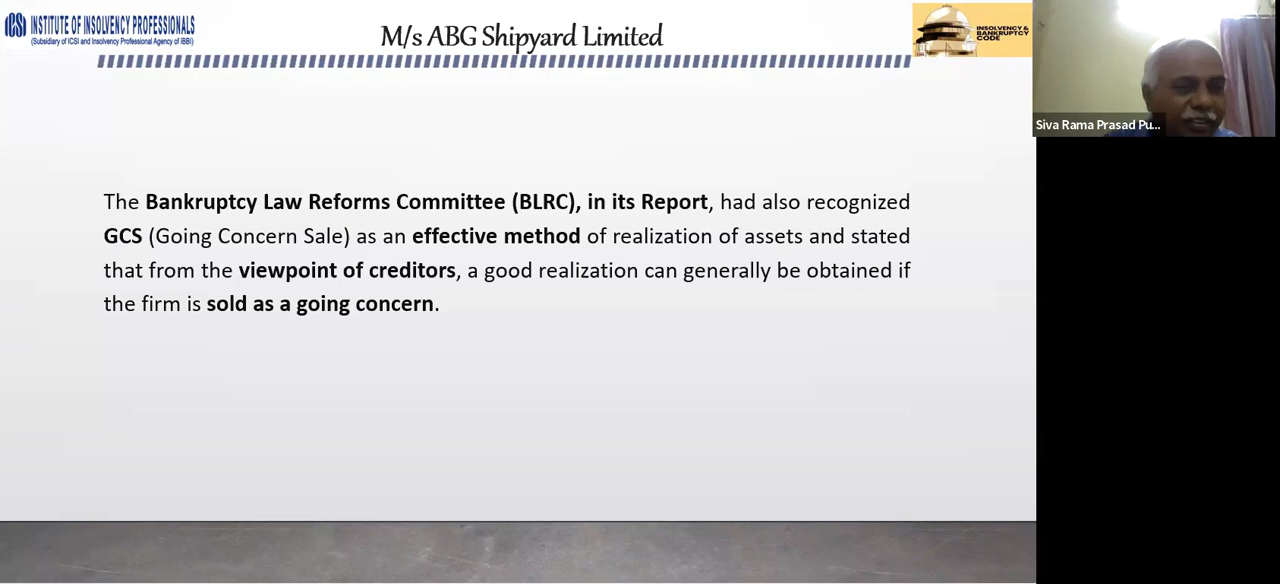 ICSI INSTITUTE OF INSOLVENCY PROFESSIONALS
(Subsidiary of ICSI and Insolvency Professional Agency of IBBI)
M/s ABG Shipyard Limited
INSOLVENCY &
BANKRUPTCY
CODE
Siva Rama Prasad Pu...
The Bankruptcy Law Reforms Committee (BLRC), in its Report, had also recognized
GCS (Going Concern Sale) as an effective method of realization of assets and stated
that from the viewpoint of creditors, a good realization can generally be obtained if
the firm is sold as a going concern.